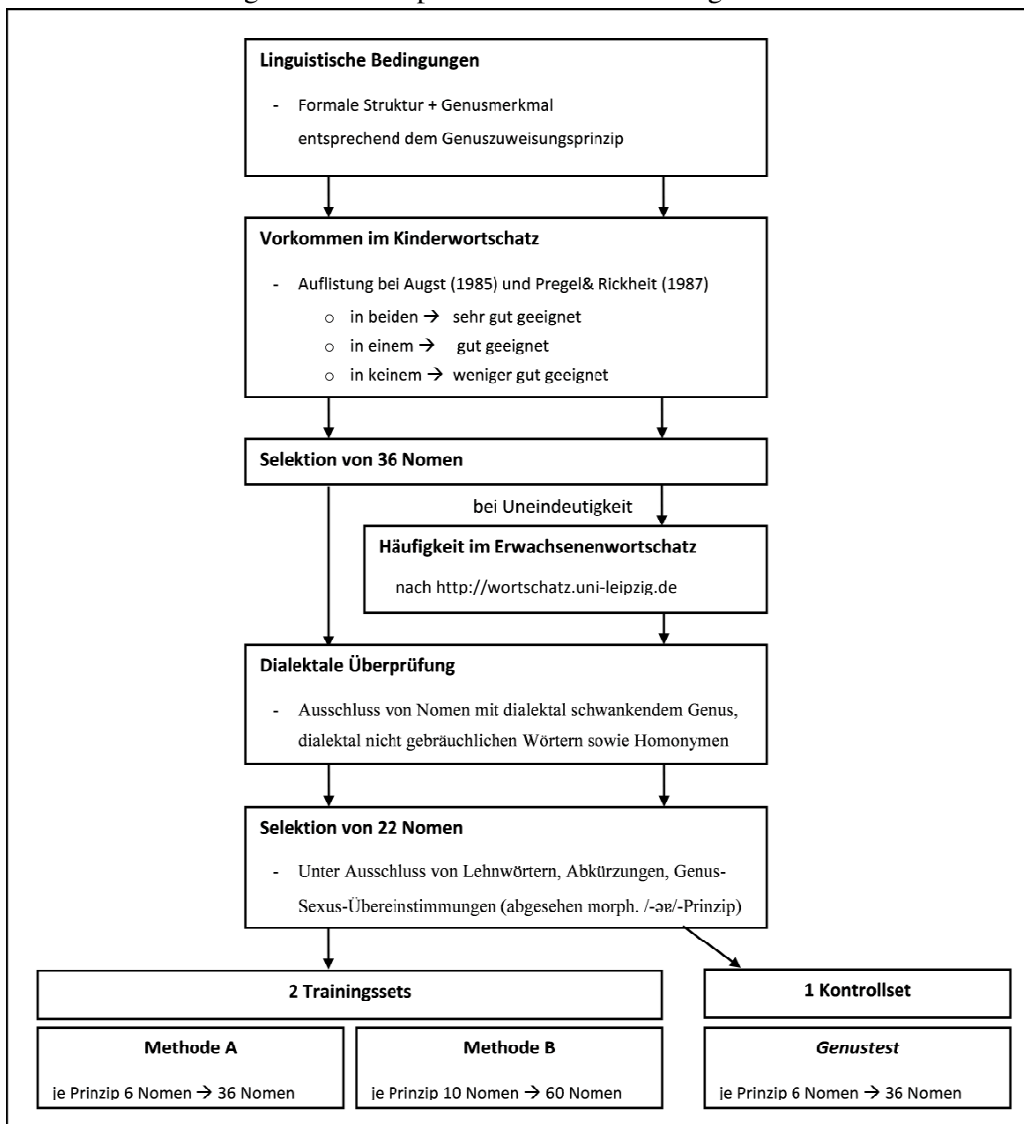 Linguistische Bedingungen
- Formale Struktur + Genusmerkmal
entsprechend dem Genuszuweisungsprinzip
Vorkommen im Kinderwortschatz
- Auflistung bei Augst (1985) und Pregel& Rickheit (1987)
o in beiden → sehr gut geeignet
o in einem → gut geeignet
o in keinem → weniger gut geeignet
Selektion von 36 Nomen
bei Uneindeutigkeit
Häufigkeit im Erwachsenenwortschatz
nach http://wortschatz.uni-leipzig.de
Dialektale Überprüfung
- Ausschluss von Nomen mit dialektal schwankendem Genus,
dialektal nicht gebräuchlichen Wörtern sowie Homonymen
Selektion von 22 Nomen
- Unter Ausschluss von Lehnwörtern, Abkürzungen, Genus-
Sexus-Übereinstimmungen (abgesehen morph. /-əɐ/-Prinzip)
2 Trainingssets
1 Kontrollset
Methode A
je Prinzip 6 Nomen → 36 Nomen
Methode B
je Prinzip 10 Nomen → 60 Nomen
Genustest
je Prinzip 6 Nomen → 36 Nomen